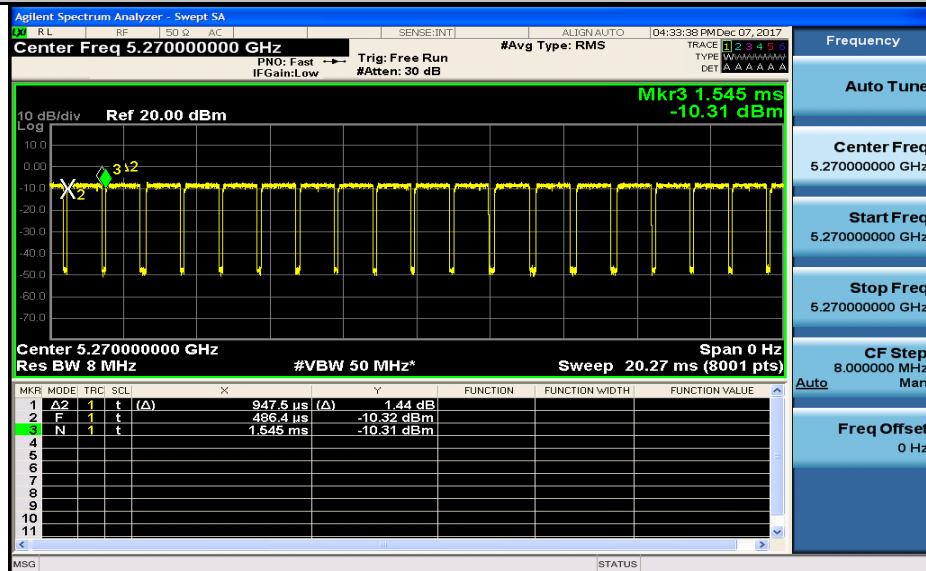 Agilent Spectrum Analyzer - Swept SA
LXI RL RF 50 Ω AC SENSE:INT ALIGN AUTO 04:33:38 PM Dec 07, 2017
Center Freq 5.270000000 GHz
PNO: Fast
IFGain:Low
Trig: Free Run
#Atten: 30 dB
#Avg Type: RMS
TRACE 1 2 3 4 5 6
TYPE WWWWWW
DET A A A A A A
Mkr3 1.545 ms
-10.31 dBm
10 dB/div Ref 20.00 dBm
Log
10.0
0.00
-10.0
-20.0
-30.0
-40.0
-50.0
-60.0
-70.0
X2
3 1Δ2
Center 5.270000000 GHz Span 0 Hz
Res BW 8 MHz #VBW 50 MHz* Sweep 20.27 ms (8001 pts)
MKR MODE TRC SCL X Y FUNCTION FUNCTION WIDTH FUNCTION VALUE
1 Δ2 1 t (Δ) 947.5 µs (Δ) 1.44 dB
2 F 1 t 486.4 µs -10.32 dBm
3 N 1 t 1.545 ms -10.31 dBm
4
5
6
7
8
9
10
11
MSG STATUS
Frequency
Auto Tune
Center Freq
5.270000000 GHz
Start Freq
5.270000000 GHz
Stop Freq
5.270000000 GHz
CF Step
8.000000 MHz
Auto Man
Freq Offset
0 Hz